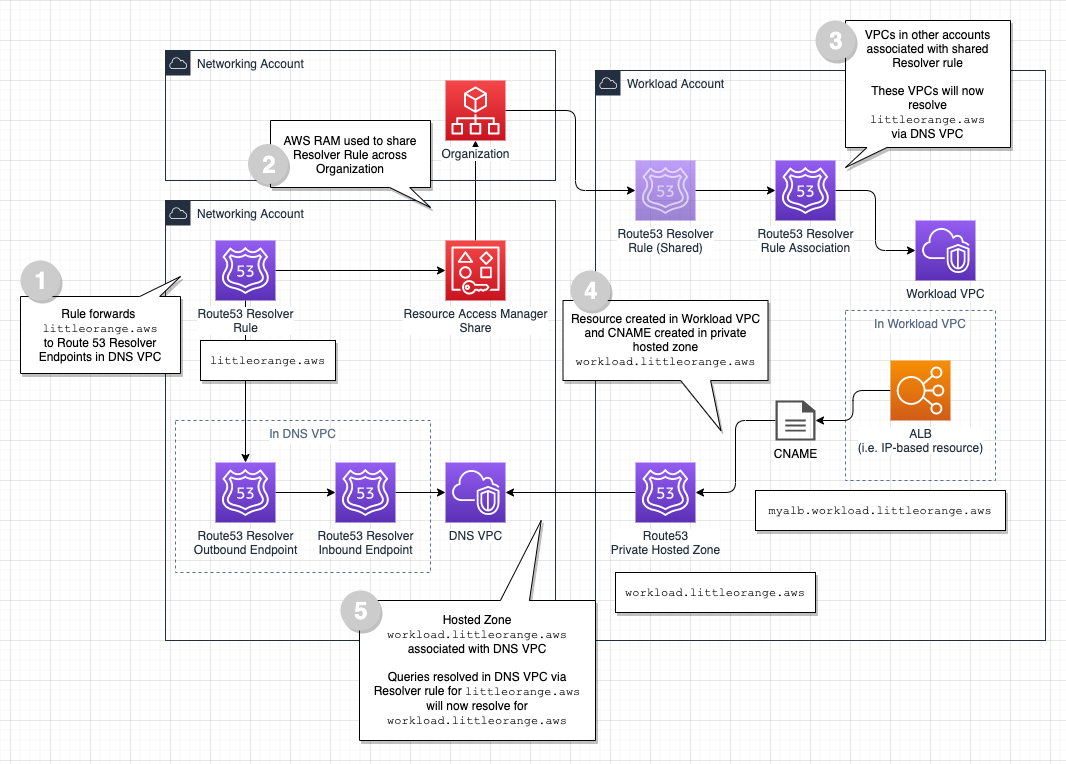 Networking Account
Organization
2
AWS RAM used to share
Resolver Rule across
Organization
Networking Account
1
Rule forwards
littleorange.aws
to Route 53 Resolver
Endpoints in DNS VPC
53
Route53 Resolver
Rule
littleorange.aws
Resource Access Manager
Share
In DNS VPC
53
Route53 Resolver
Outbound Endpoint
53
Route53 Resolver
Inbound Endpoint
DNS VPC
Workload Account
3
VPCs in other accounts
associated with shared
Resolver rule
These VPCs will now
resolve
littleorange.aws
via DNS VPC
53
Route53 Resolver
Rule (Shared)
53
Route53 Resolver
Rule Association
Workload VPC
4
Resource created in Workload VPC
and CNAME created in private
hosted zone
workload.littleorange.aws
In Workload VPC
ALB
(i.e. IP-based resource)
CNAME
myalb.workload.littleorange.aws
53
Route53
Private Hosted Zone
workload.littleorange.aws
5
Hosted Zone
workload.littleorange.aws
associated with DNS VPC
Queries resolved in DNS VPC via
Resolver rule for littleorange.aws
will now resolve for
workload.littleorange.aws